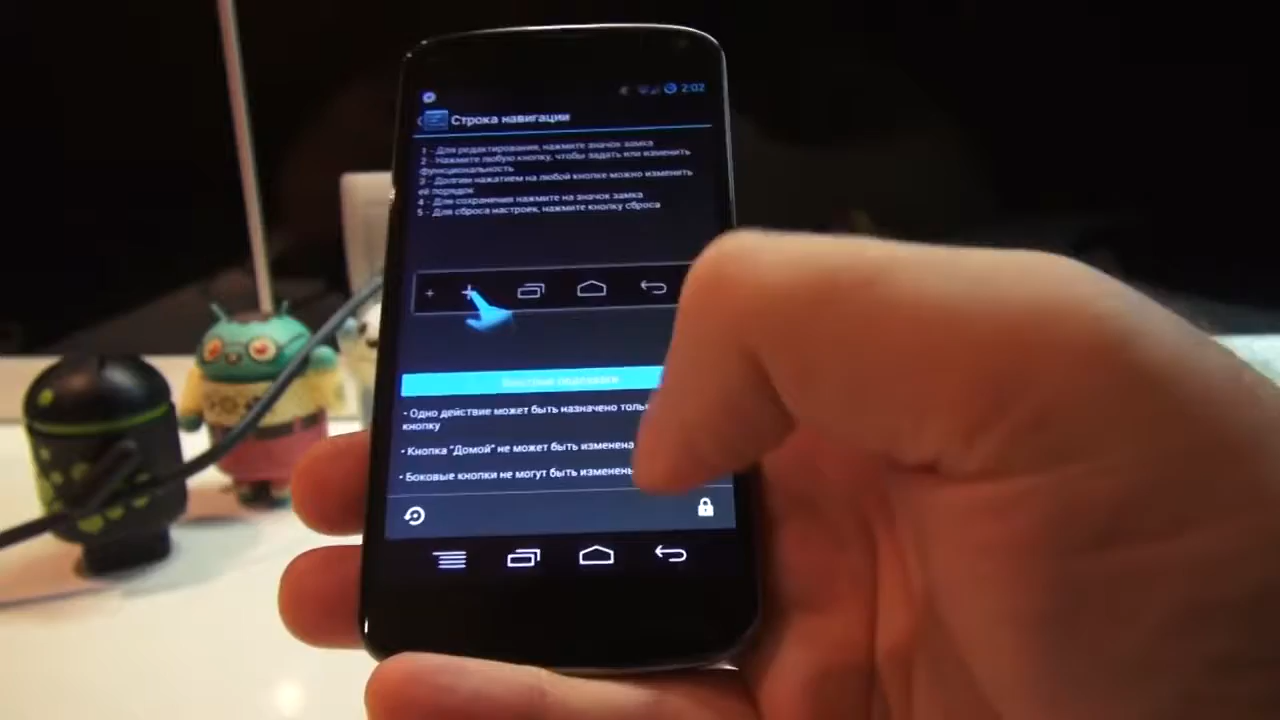 2:02
Строка навигации
1 - Для редактирования, нажмите значок замка
2 - Нажмите любую кнопку, чтобы задать или изменить
функциональность
3 - Долгим нажатием на любой кнопке можно изменить
ей порядок
4 - Для сохранения нажмите на значок замка
5 - Для сброса настроек, нажмите кнопку сброса
Быстрые подсказки
• Одно действие может быть назначено толь
кнопку
• Кнопка "Домой" не может быть изменена
• Боковые кнопки не могут быть изменены